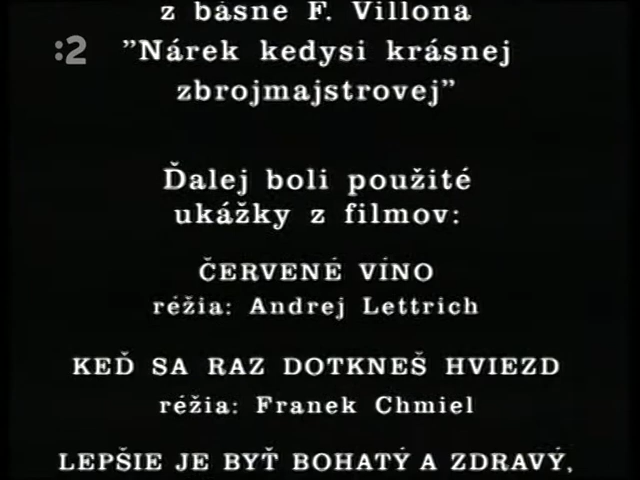 z básne F. Villona
:2
"Nárek kedysi krásnej
zbrojmajstrovej"
Ďalej boli použité
ukážky z filmov:
ČERVENÉ VÍNO
réžia: Andrej Lettrich
KEĎ SA RAZ DOTKNEŠ HVIEZD
réžia: Franek Chmiel
LEPŠIE JE BYŤ BOHATÝ A ZDRAVÝ,